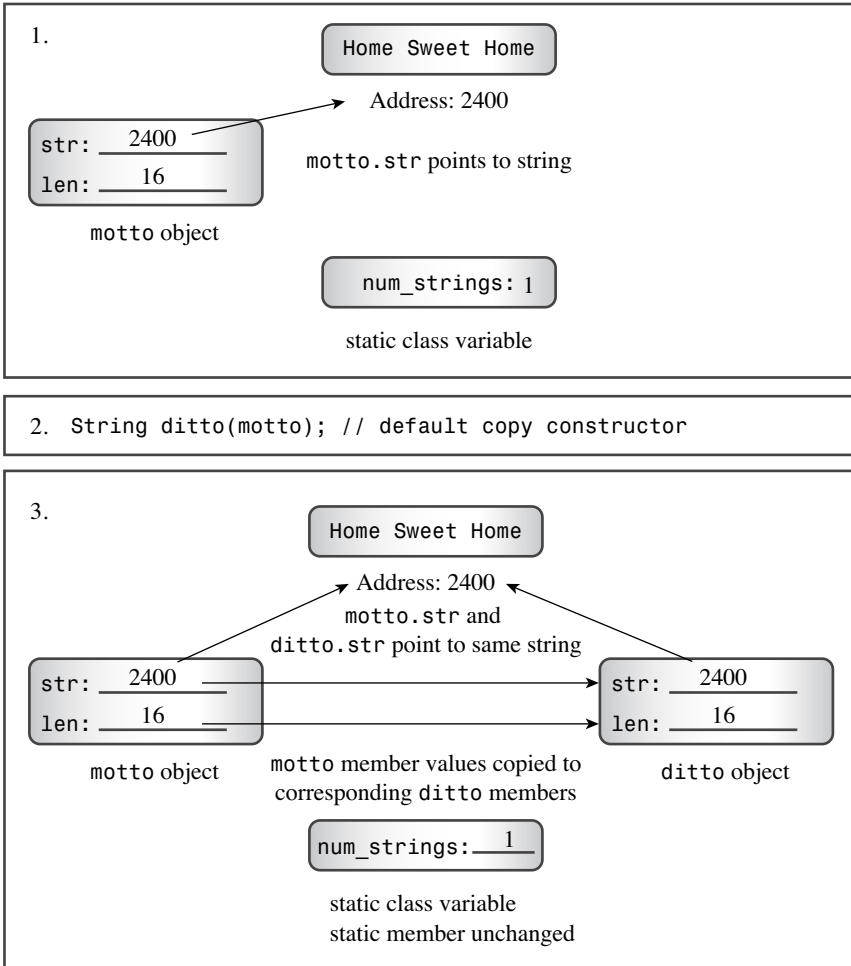 1.
Home Sweet Home
Address: 2400
str: 2400
motto.str points to string
len: 16
motto object
num_strings: 1
static class variable
2. String ditto(motto); // default copy constructor
3.
Home Sweet Home
Address: 2400
motto.str and
ditto.str point to same string
str: 2400
len: 16
motto object
str: 2400
len: 16
ditto object
motto member values copied to
corresponding ditto members
num_strings: 1
static class variable
static member unchanged